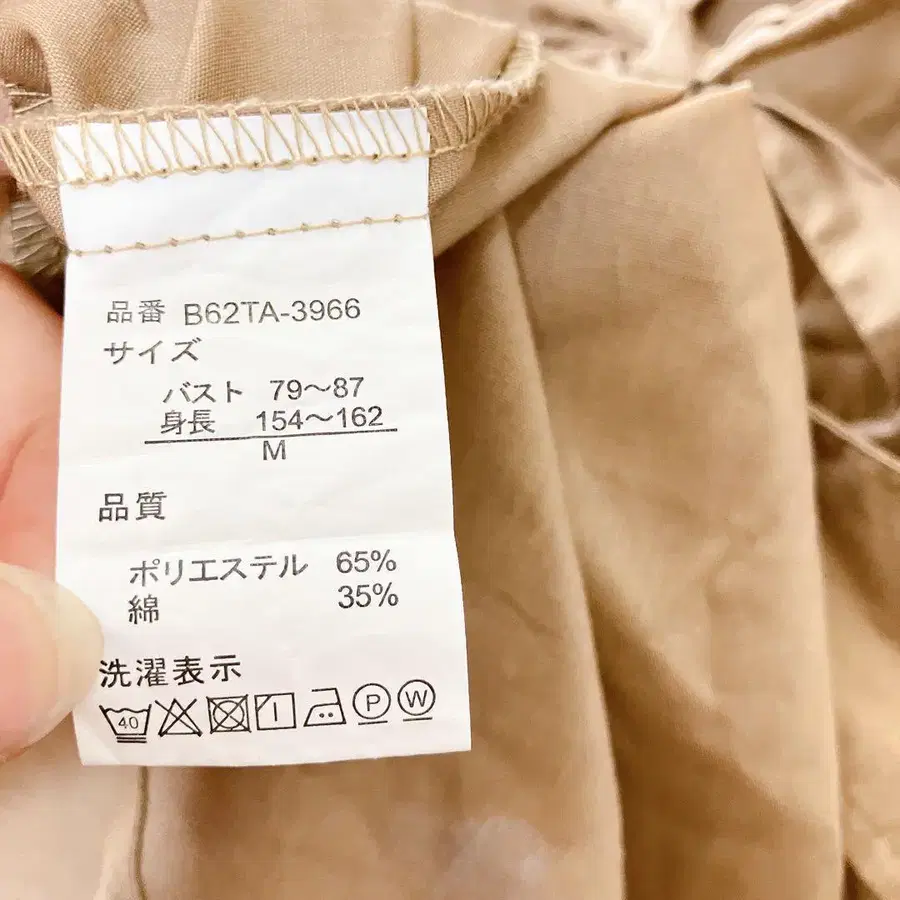 品番 B62TA-3966
サイズ
バスト 79～87
身長 154～162
M
品質
ポリエステル 65%
綿 35%
洗濯表示
40 P W